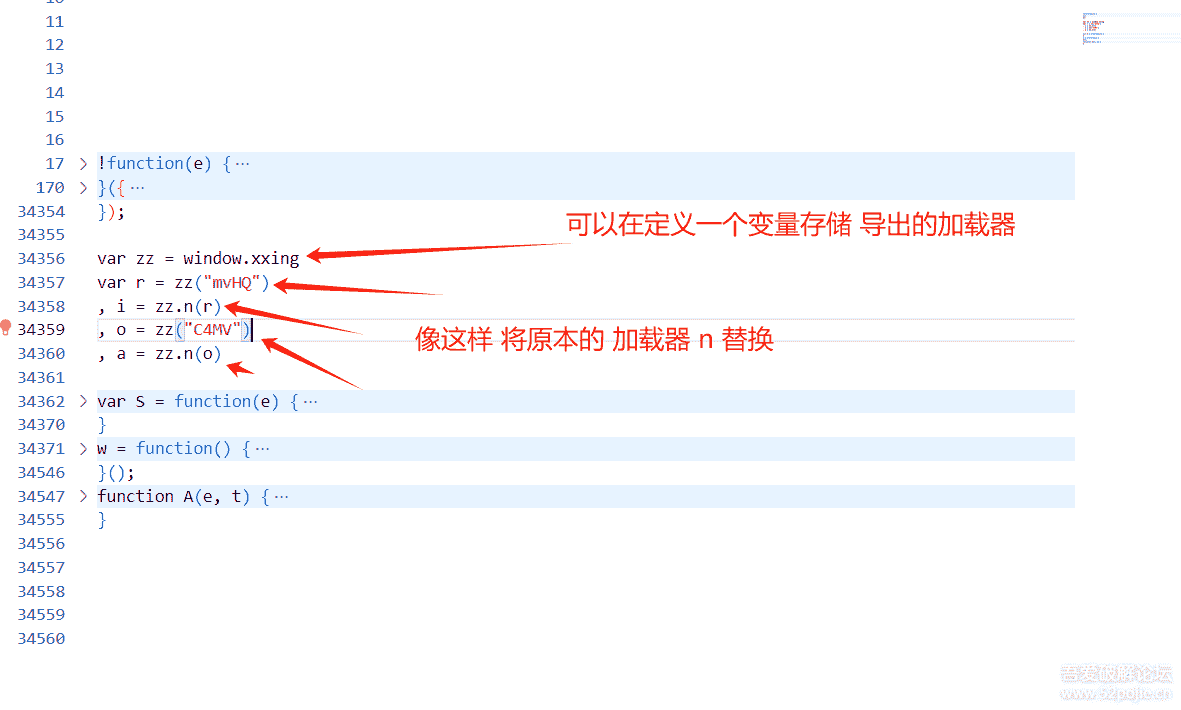 10
11
12
13
14
15
16
17 > !function(e) { ···
170 > }({ ···
34354 });
可以在定义一个变量存储 导出的加载器
34355
34356 var zz = window.xxing
34357 var r = zz("mvHQ")
34358 , i = zz.n(r)
34359 , o = zz("C4MV")
像这样 将原本的 加载器 n 替换
34360 , a = zz.n(o)
34361
34362 > var S = function(e) { ···
34370 }
34371 > w = function() { ···
34546 }();
34547 > function A(e, t) { ···
34555 }
34556
34557
34558
34559
34560
吾爱破解论坛
www.52pojie.cn